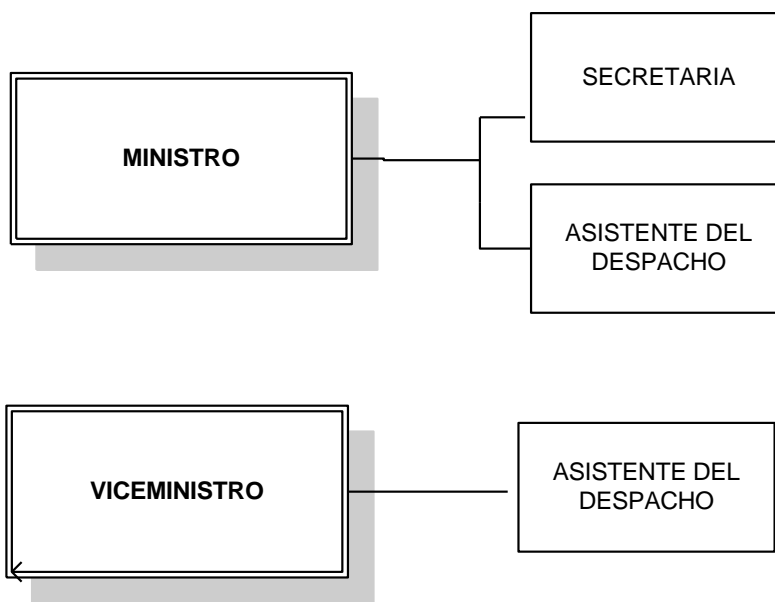 SECRETARIA
MINISTRO
ASISTENTE DEL
DESPACHO
VICEMINISTRO
ASISTENTE DEL
DESPACHO